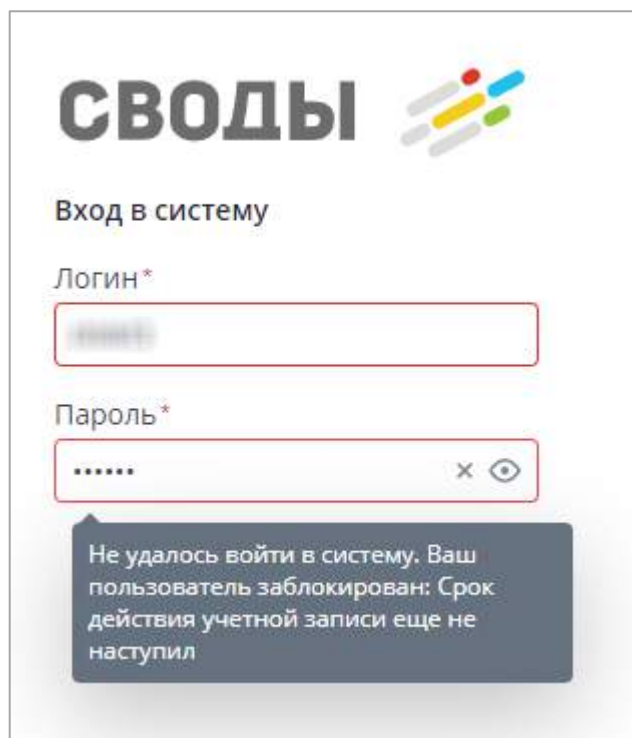 СВОДЫ
Вход в систему
Логин*
Пароль*
••••••
Не удалось войти в систему. Ваш
пользователь заблокирован: Срок
действия учетной записи еще не
наступил